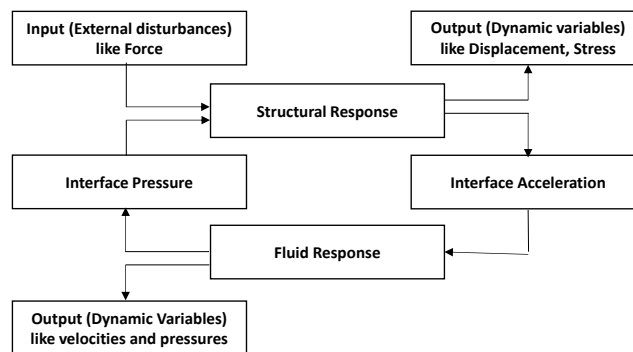 Input (External disturbances)
like Force
Output (Dynamic variables)
like Displacement, Stress
Structural Response
Interface Pressure
Interface Acceleration
Fluid Response
Output (Dynamic Variables)
like velocities and pressures